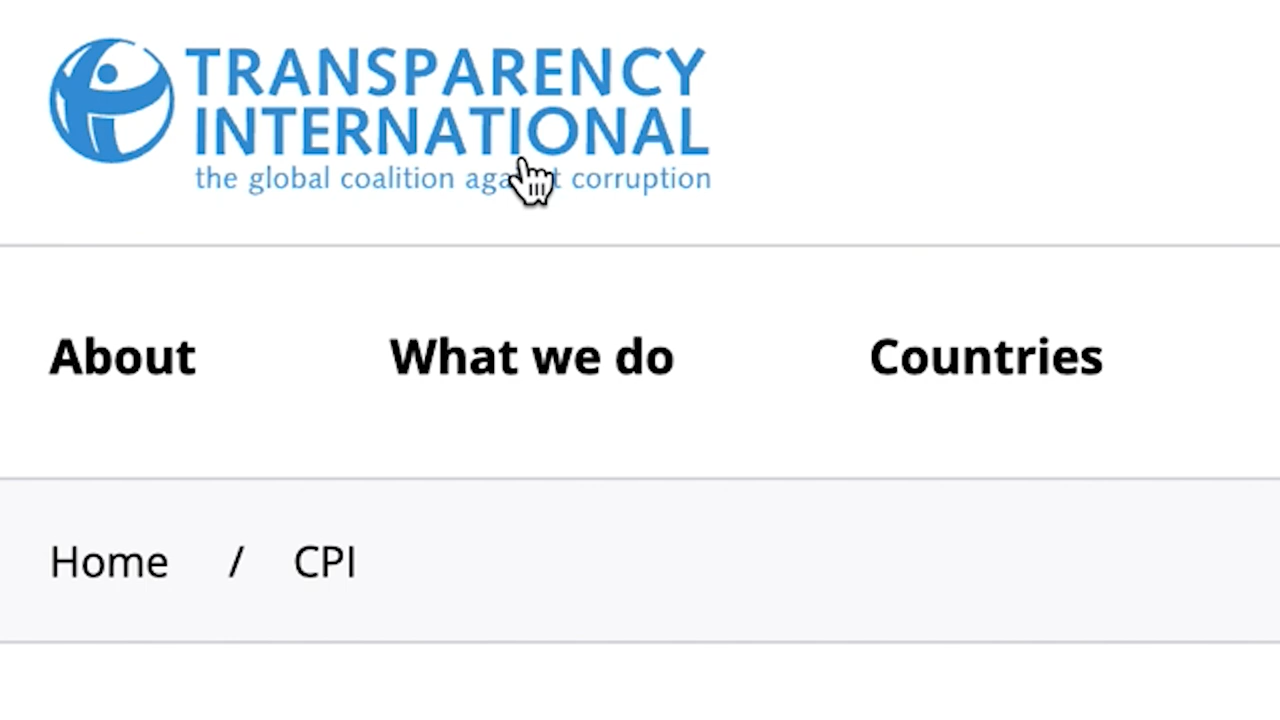 TRANSPARENCY
INTERNATIONAL
the global coalition corruption
About What we do Countries
Home / CPI